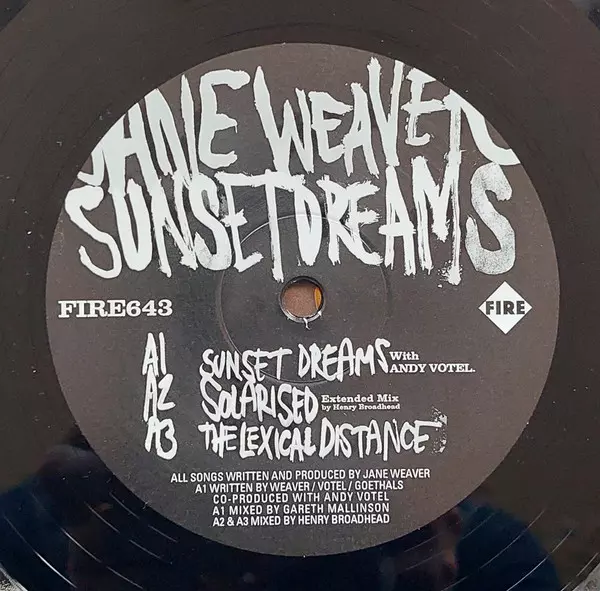 JANE WEAVER
SUNSET DREAMS
FIRE643
FIRE
A1 SUNSET DREAMS With ANDY VOTEL.
A2 SOLARISED Extended Mix by Henry Broadhead
A3 THE LEXICAL DISTANCE
ALL SONGS WRITTEN AND PRODUCED BY JANE WEAVER
A1 WRITTEN BY WEAVER / VOTEL / GOETHALS
CO-PRODUCED WITH ANDY VOTEL
A1 MIXED BY GARETH MALLINSON
A2 & A3 MIXED BY HENRY BROADHEAD